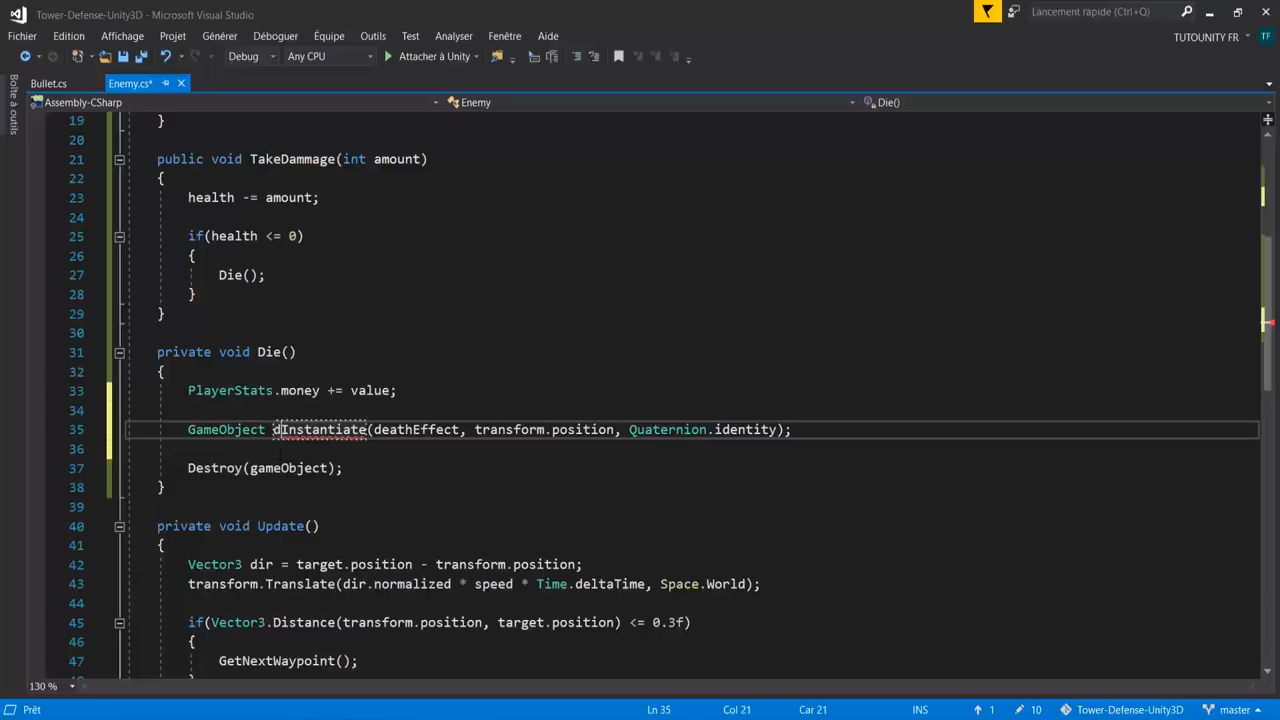 Tower-Defense-Unity3D - Microsoft Visual Studio
Lancement rapide (Ctrl+Q)
Fichier Edition Affichage Projet Générer Déboguer Équipe Outils Test Analyser Fenêtre Aide
TUTOUNITY FR
TF
Debug Any CPU Attacher à Unity
Boîte à outils
Bullet.cs Enemy.cs*
Assembly-CSharp Enemy Die()
19 }
20
21 public void TakeDammage(int amount)
22 {
23 health -= amount;
24
25 if(health <= 0)
26 {
27 Die();
28 }
29 }
30
31 private void Die()
32 {
33 PlayerStats.money += value;
34
35 GameObject dInstantiate(deathEffect, transform.position, Quaternion.identity);
36
37 Destroy(gameObject);
38 }
39
40 private void Update()
41 {
42 Vector3 dir = target.position - transform.position;
43 transform.Translate(dir.normalized * speed * Time.deltaTime, Space.World);
44
45 if(Vector3.Distance(transform.position, target.position) <= 0.3f)
46 {
47 GetNextWaypoint();
130 %
Prêt Ln 35 Col 21 Car 21 INS 1 10 Tower-Defense-Unity3D master